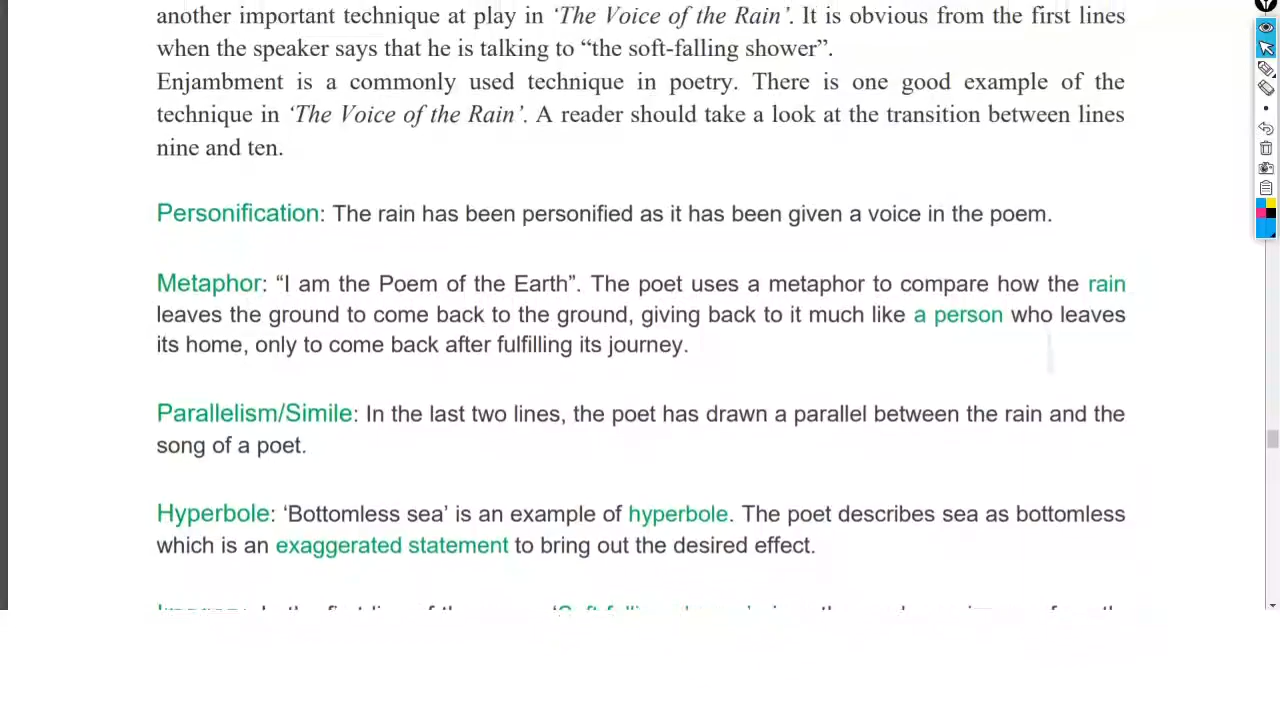 another important technique at play in ‘The Voice of the Rain’. It is obvious from the first lines
when the speaker says that he is talking to “the soft-falling shower”.
Enjambment is a commonly used technique in poetry. There is one good example of the
technique in ‘The Voice of the Rain’. A reader should take a look at the transition between lines
nine and ten.
Personification: The rain has been personified as it has been given a voice in the poem.
Metaphor: “I am the Poem of the Earth”. The poet uses a metaphor to compare how the rain
leaves the ground to come back to the ground, giving back to it much like a person who leaves
its home, only to come back after fulfilling its journey.
Parallelism/Simile: In the last two lines, the poet has drawn a parallel between the rain and the
song of a poet.
Hyperbole: ‘Bottomless sea’ is an example of hyperbole. The poet describes sea as bottomless
which is an exaggerated statement to bring out the desired effect.